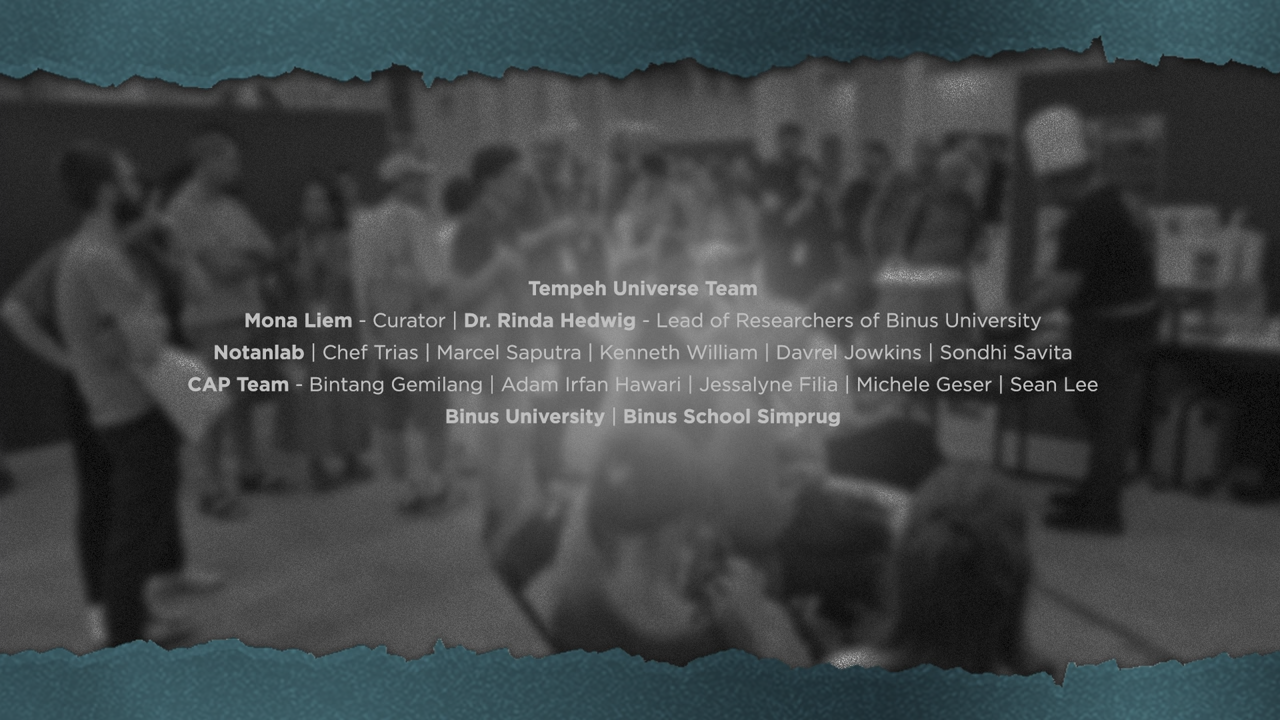 Tempeh Universe Team
Mona Liem - Curator | Dr. Rinda Hedwig - Lead of Researchers of Binus University
Notanlab | Chef Trias | Marcel Saputra | Kenneth William | Davrel Jowkins | Sondhi Savita
CAP Team - Bintang Gemilang | Adam Irfan Hawari | Jessalyne Filia | Michele Geser | Sean Lee
Binus University | Binus School Simprug